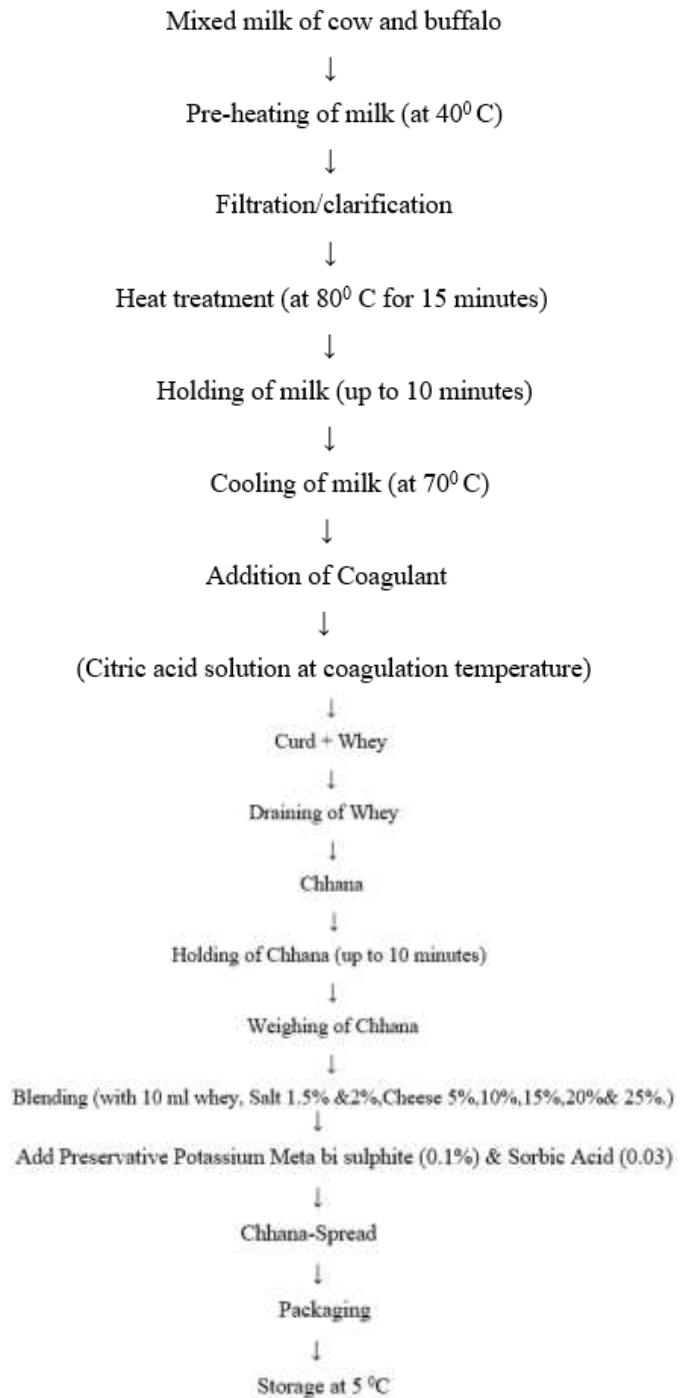 Mixed milk of cow and buffalo
↓
Pre-heating of milk (at 40⁰ C)
↓
Filtration/clarification
↓
Heat treatment (at 80⁰ C for 15 minutes)
↓
Holding of milk (up to 10 minutes)
↓
Cooling of milk (at 70⁰ C)
↓
Addition of Coagulant
↓
(Citric acid solution at coagulation temperature)
↓
Curd + Whey
↓
Draining of Whey
↓
Chhana
↓
Holding of Chhana (up to 10 minutes)
↓
Weighing of Chhana
↓
Blending (with 10 ml whey, Salt 1.5% &2%,Cheese 5%,10%,15%,20%& 25%.)
↓
Add Preservative Potassium Meta bi sulphite (0.1%) & Sorbic Acid (0.03)
↓
Chhana-Spread
↓
Packaging
↓
Storage at 5 ⁰C